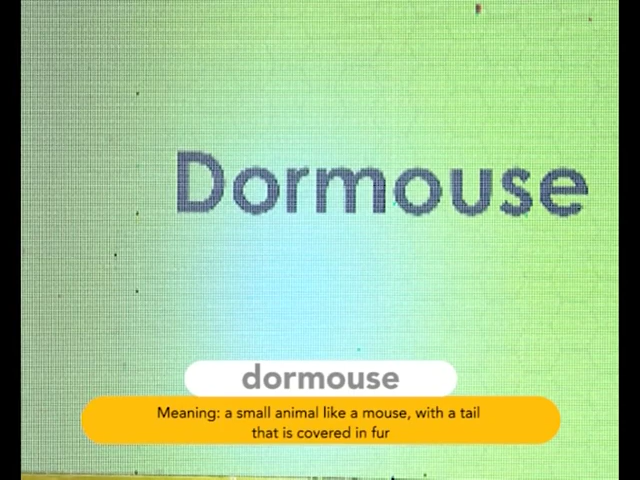 Dormouse
dormouse
Meaning: a small animal like a mouse, with a tail
that is covered in fur